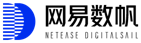 网易数帆
NETEASE DIGITALSAIL